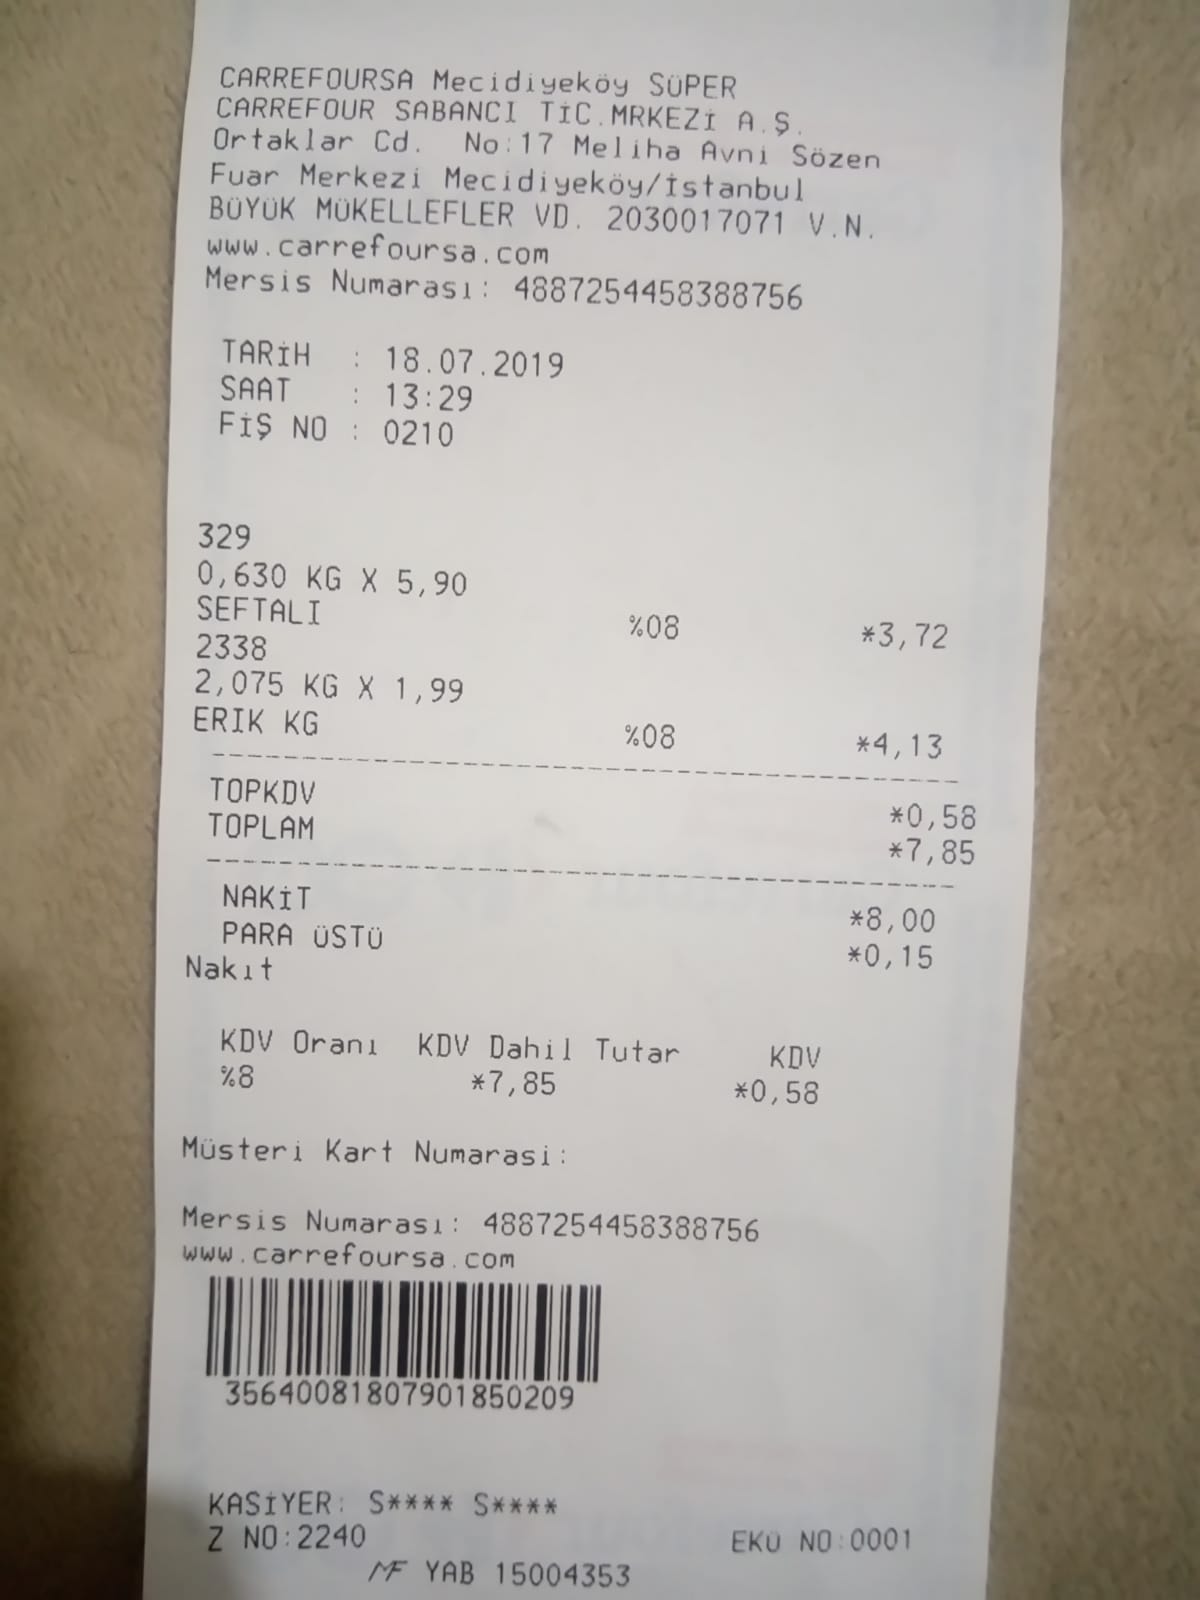 CARREFOURSA Mecidiyeköy SÜPER
CARREFOUR SABANCI TİC.MRKEZİ A.Ş.
Ortaklar Cd. No:17 Meliha Avni Sözen
Fuar Merkezi Mecidiyeköy/İstanbul
BÜYÜK MÜKELLEFLER VD. 2030017071 V.N.
www.carrefoursa.com
Mersis Numarası: 4887254458388756
TARİH : 18.07.2019
SAAT : 13:29
FİŞ NO : 0210
329
0,630 KG X 5,90
SEFTALI %08 *3,72
2338
2,075 KG X 1,99
ERIK KG %08 *4,13
TOPKDV *0,58
TOPLAM *7,85
NAKİT *8,00
PARA ÜSTÜ *0,15
Nakıt
KDV Oranı KDV Dahil Tutar KDV
%8 *7,85 *0,58
Müsteri Kart Numarasi:
Mersis Numarası: 4887254458388756
www.carrefoursa.com
35640081807901850209
KASİYER: S**** S****
Z NO:2240 EKÜ NO:0001
MF YAB 15004353